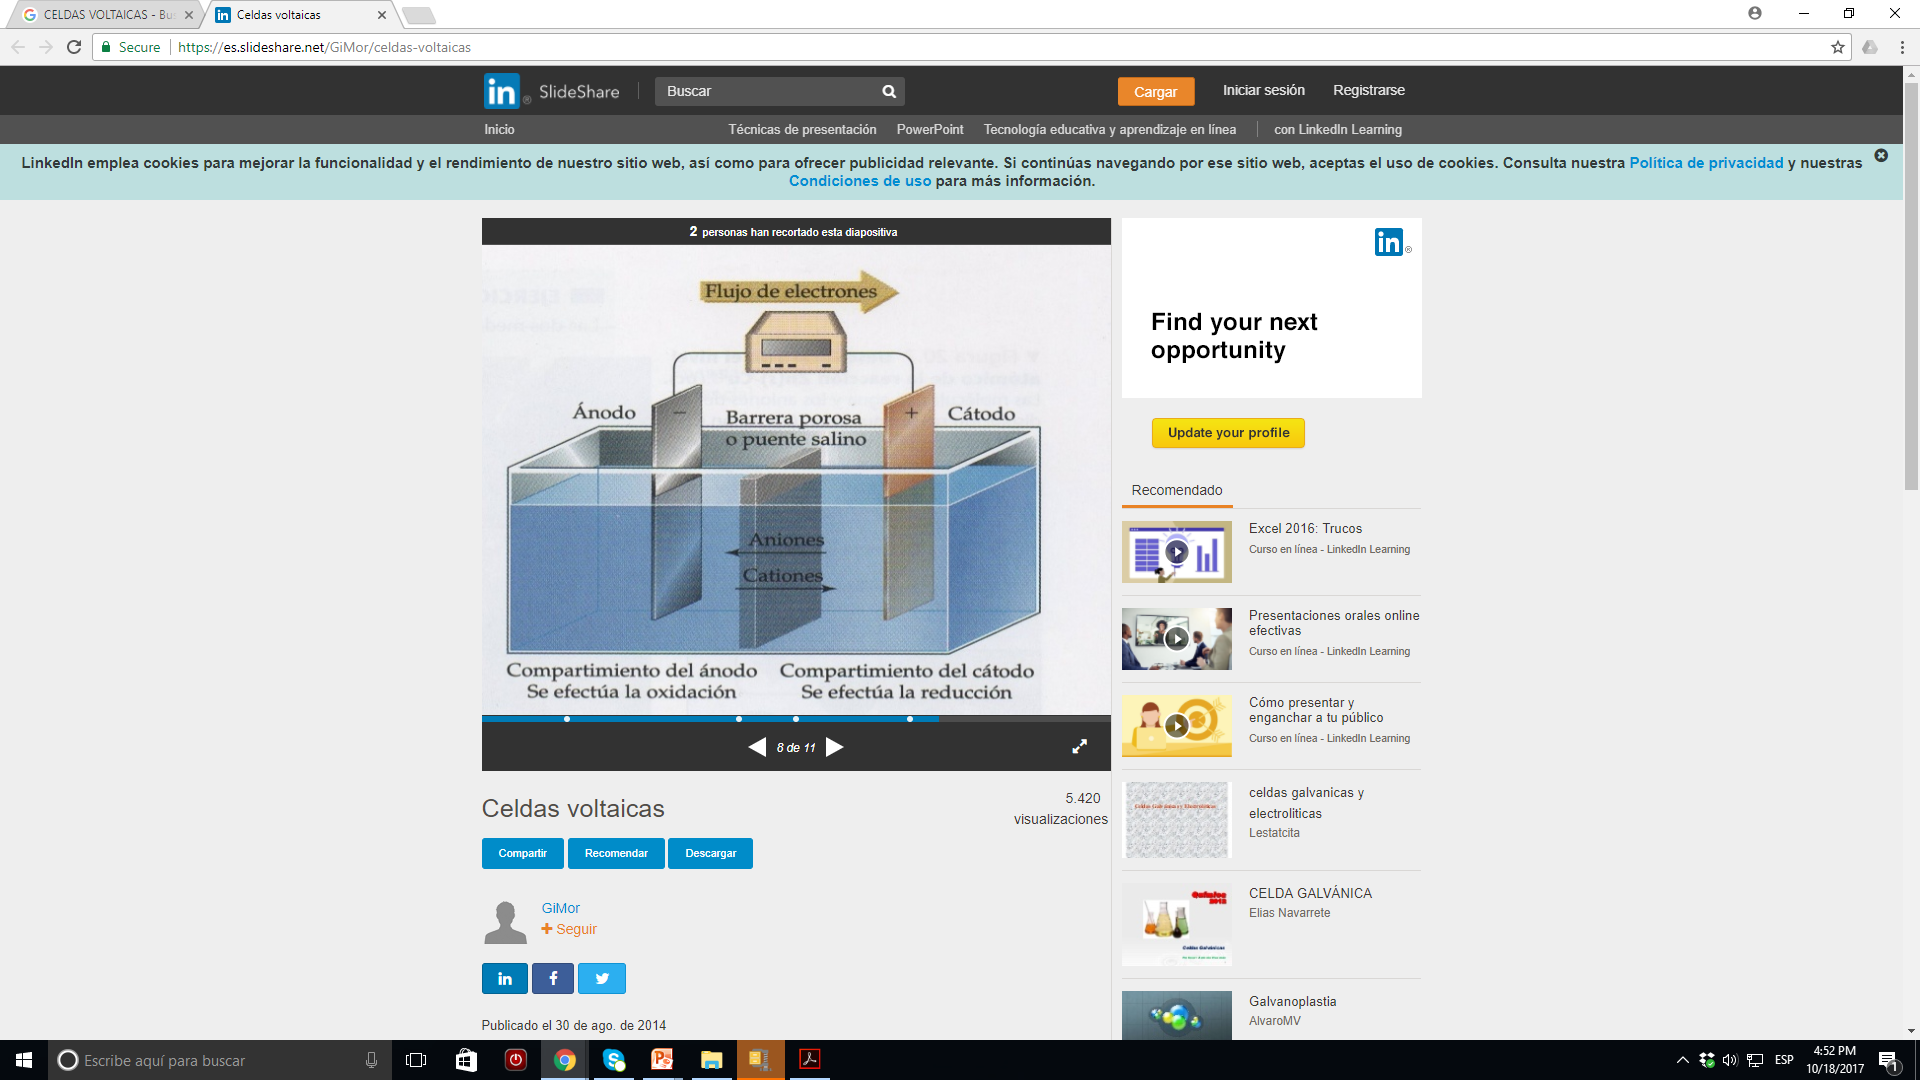 CELDAS VOLTAICAS - Bu
Celdas voltaicas
Secure
https://es.slideshare.net/GiMor/celdas-voltaicas
in® SlideShare
Buscar
Cargar
Iniciar sesión
Registrarse
Inicio
Técnicas de presentación
PowerPoint
Tecnología educativa y aprendizaje en línea
con LinkedIn Learning
LinkedIn emplea cookies para mejorar la funcionalidad y el rendimiento de nuestro sitio web, así como para ofrecer publicidad relevante. Si continúas navegando por ese sitio web, aceptas el uso de cookies. Consulta nuestra Política de privacidad y nuestras
Condiciones de uso para más información.
2 personas han recortado esta diapositiva
Flujo de electrones
Ánodo
−
Barrera porosa
o puente salino
+
Cátodo
Aniones
Cationes
Compartimiento del ánodo
Se efectúa la oxidación
Compartimiento del cátodo
Se efectúa la reducción
8 de 11
Celdas voltaicas
5.420
visualizaciones
Compartir
Recomendar
Descargar
GiMor
+ Seguir
in
f
Publicado el 30 de ago. de 2014
in®
Find your next
opportunity
Update your profile
Recomendado
Excel 2016: Trucos
Curso en línea - LinkedIn Learning
Presentaciones orales online
efectivas
Curso en línea - LinkedIn Learning
Cómo presentar y
enganchar a tu público
Curso en línea - LinkedIn Learning
celdas galvanicas y
electroliticas
Lestatcita
CELDA GALVÁNICA
Elias Navarrete
Galvanoplastia
AlvaroMV
Escribe aquí para buscar
ESP
4:52 PM
10/18/2017
1